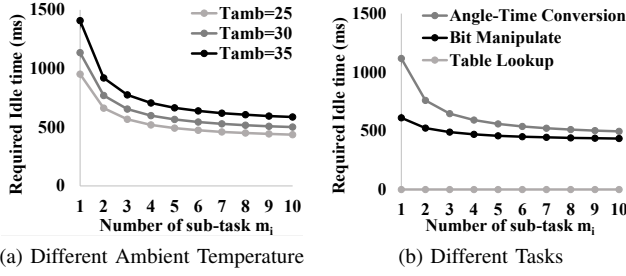 Required Idle time (ms)
1500
1000
500
0
Tamb=25
Tamb=30
Tamb=35
1 2 3 4 5 6 7 8 9 10
Number of sub-task mi
(a) Different Ambient Temperature
Required Idle time (ms)
1500
1000
500
0
Angle-Time Conversion
Bit Manipulate
Table Lookup
1 2 3 4 5 6 7 8 9 10
Number of sub-task mi
(b) Different Tasks